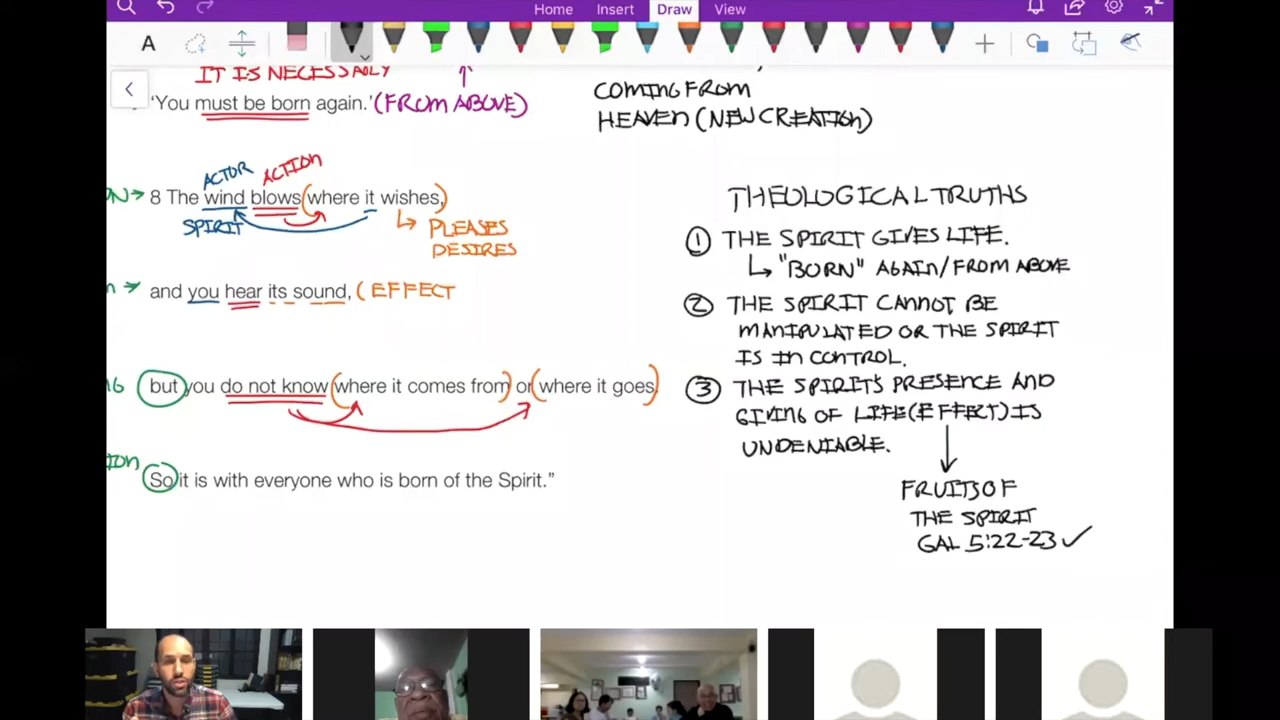 Home Insert Draw View
A
IT IS NECESSARY
'You must be born again.' (FROM ABOVE)
COMING FROM
HEAVEN (NEW CREATION)
ACTOR ACTION
8 The wind blows (where it wishes,)
SPIRIT
PLEASES
DESIRES
and you hear its sound, (EFFECT
but you do not know (where it comes from) or (where it goes)
So it is with everyone who is born of the Spirit.”
THEOLOGICAL TRUTHS
① THE SPIRIT GIVES LIFE.
↳ "BORN" AGAIN/FROM ABOVE
② THE SPIRIT CANNOT BE
MANIPULATED OR THE SPIRIT
IS IN CONTROL.
③ THE SPIRIT'S PRESENCE AND
GIVING OF LIFE (EFFECT) IS
UNDENIABLE.
FRUITS OF
THE SPIRIT
GAL 5:22-23 ✓